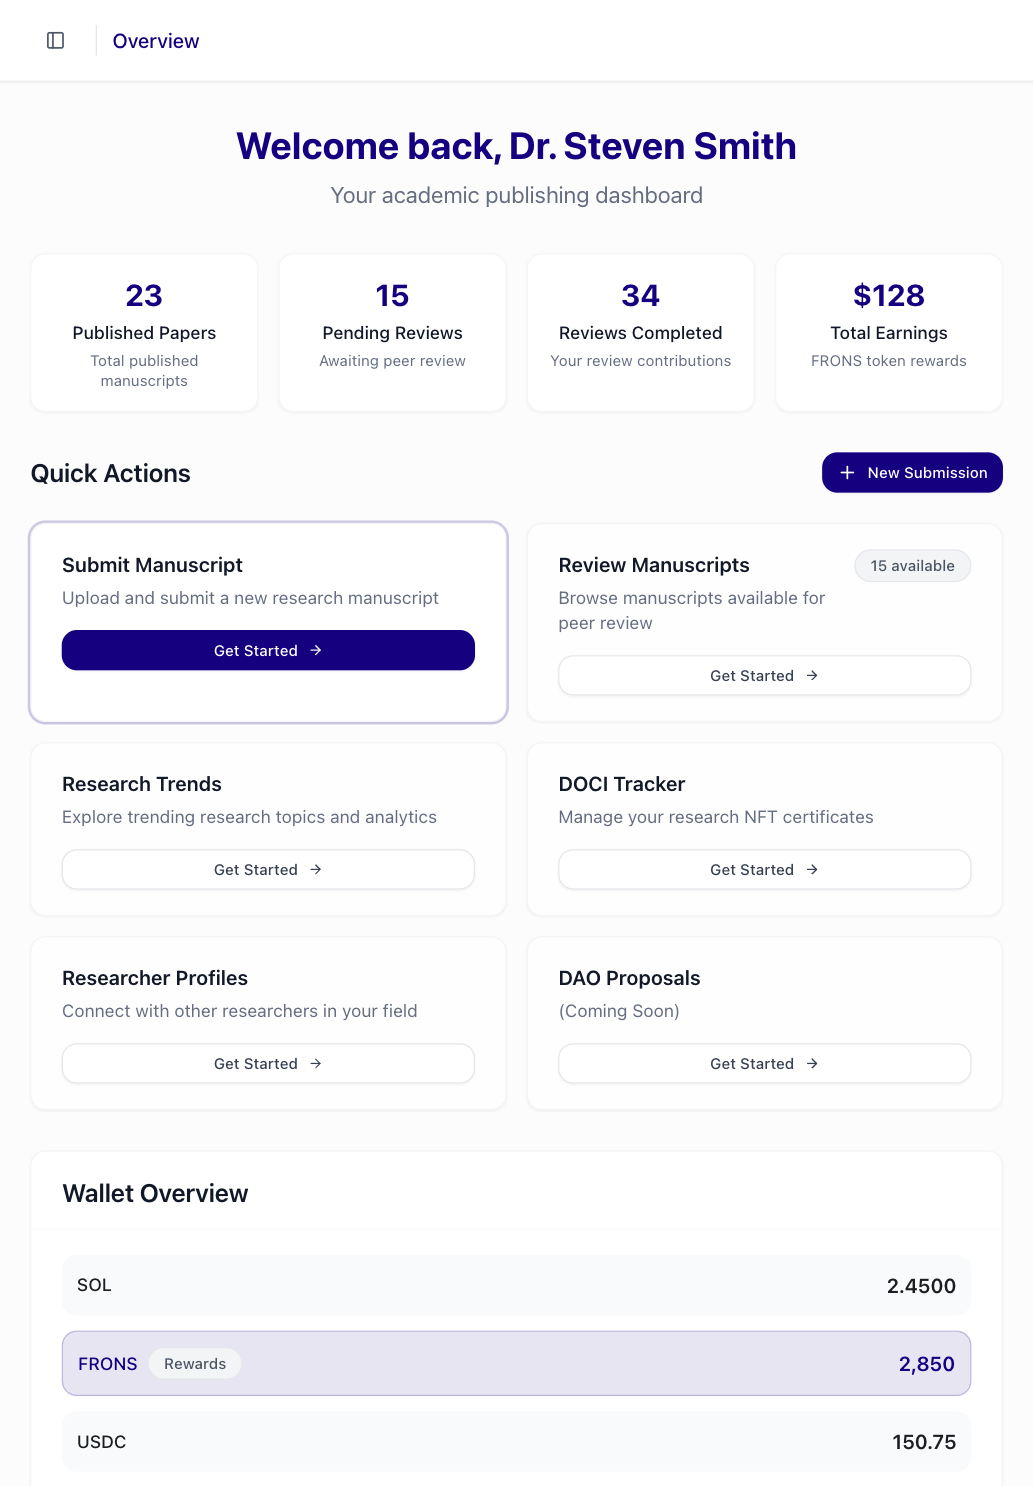 Overview
Welcome back, Dr. Steven Smith
Your academic publishing dashboard
23
Published Papers
Total published
manuscripts
15
Pending Reviews
Awaiting peer review
34
Reviews Completed
Your review contributions
$128
Total Earnings
FRONS token rewards
Quick Actions
New Submission
Submit Manuscript
Upload and submit a new research manuscript
Get Started →
Review Manuscripts
15 available
Browse manuscripts available for
peer review
Get Started →
Research Trends
Explore trending research topics and analytics
Get Started →
DOCI Tracker
Manage your research NFT certificates
Get Started →
Researcher Profiles
Connect with other researchers in your field
Get Started →
DAO Proposals
(Coming Soon)
Get Started →
Wallet Overview
SOL 2.4500
FRONS Rewards 2,850
USDC 150.75